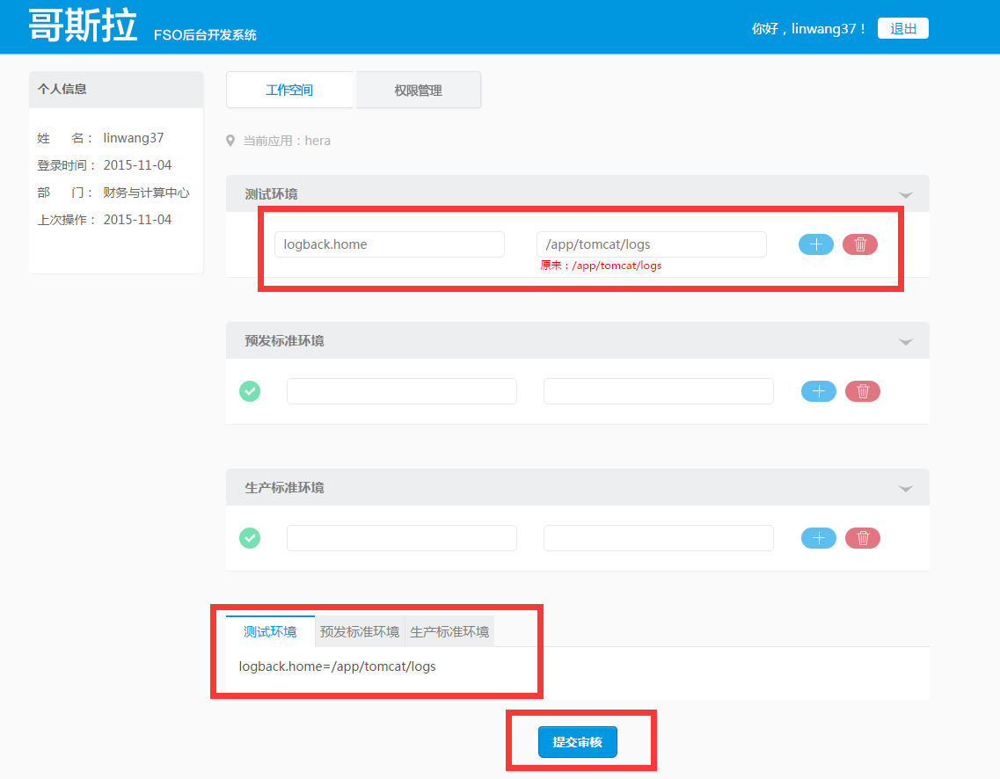 哥斯拉 FSO后台开发系统 你好，linwang37！ 退出
个人信息
姓 名： linwang37
登录时间： 2015-11-04
部 门： 财务与计算中心
上次操作： 2015-11-04
工作空间 权限管理
当前应用：hera
测试环境
logback.home /app/tomcat/logs
原来：/app/tomcat/logs
预发标准环境
生产标准环境
测试环境 预发标准环境 生产标准环境
logback.home=/app/tomcat/logs
提交审核